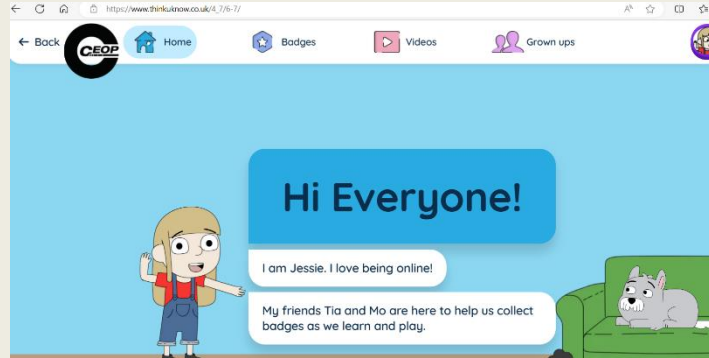 https://www.thinkuknow.co.uk/4_7/6-7/
← Back
CEOP
Home
Badges
Videos
Grown ups
Hi Everyone!
I am Jessie. I love being online!
My friends Tia and Mo are here to help us collect
badges as we learn and play.